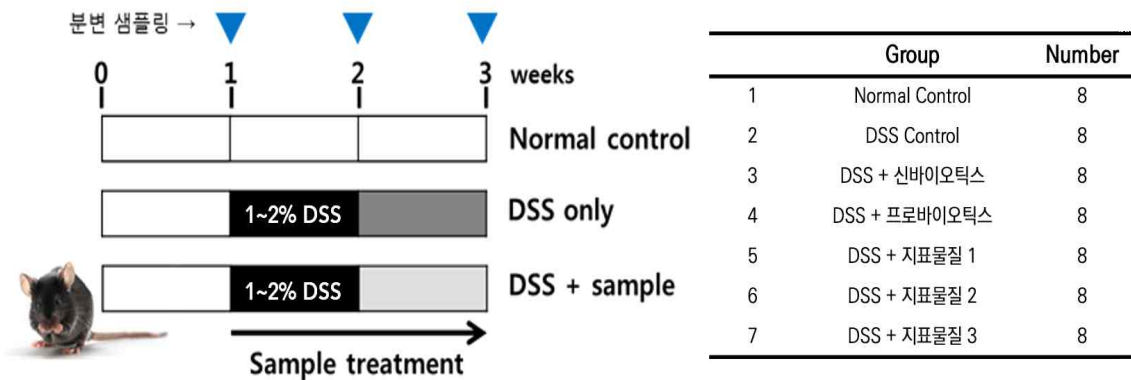 분변 샘플링 →
0 1 2 3 weeks
Normal control
1~2% DSS DSS only
1~2% DSS DSS + sample
Sample treatment
Group Number
1 Normal Control 8
2 DSS Control 8
3 DSS + 신바이오틱스 8
4 DSS + 프로바이오틱스 8
5 DSS + 지표물질 1 8
6 DSS + 지표물질 2 8
7 DSS + 지표물질 3 8